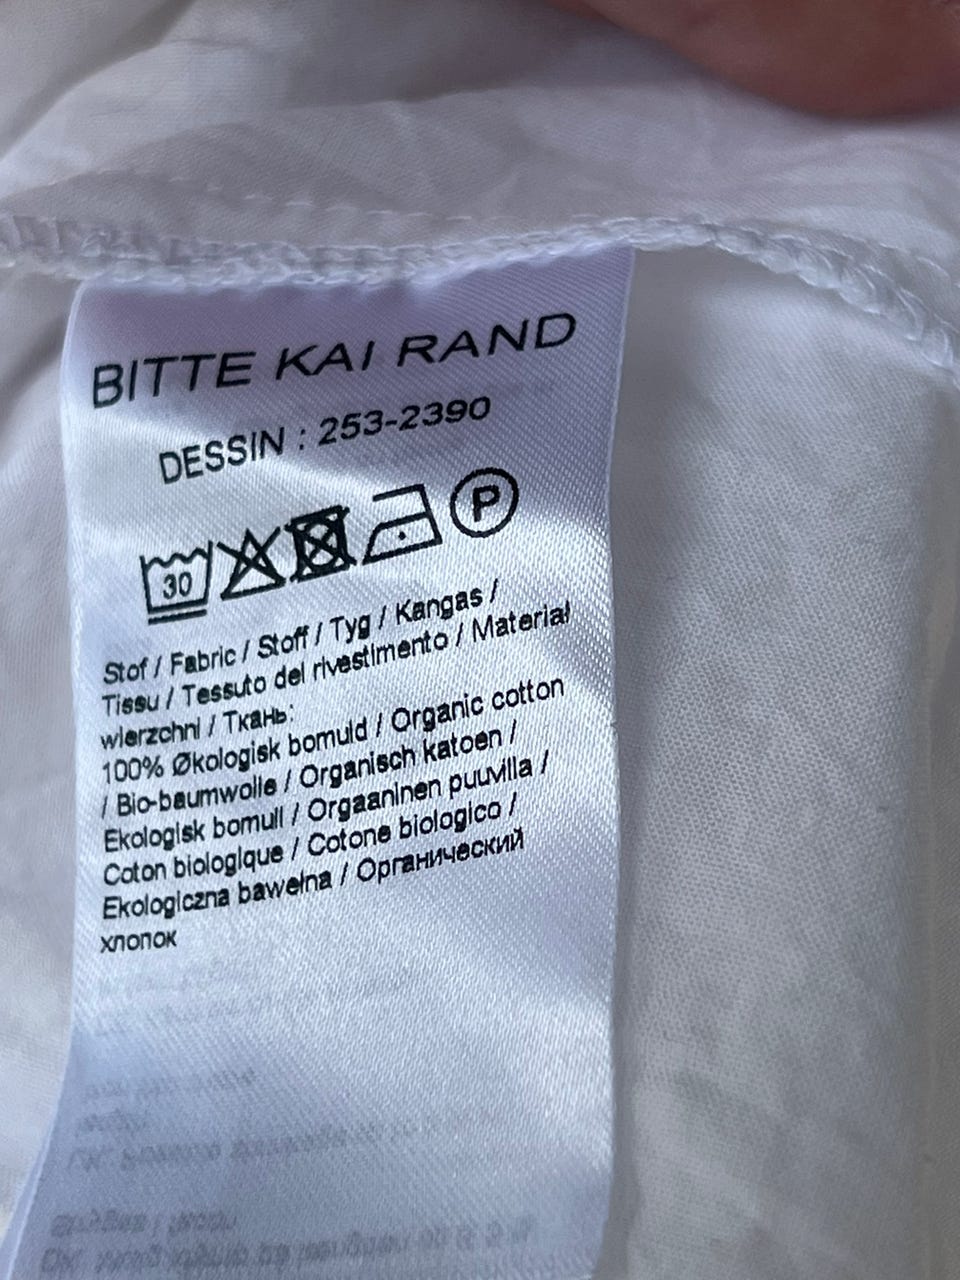 BITTE KAI RAND
DESSIN : 253-2390
30 P
Stof / Fabric / Stoff / Tyg / Kangas /
Tissu / Tessuto del rivestimento / Materiał
wierzchni / Ткань:
100% Økologisk bomuld / Organic cotton
/ Bio-baumwolle / Organisch katoen /
Ekologisk bomull / Orgaaninen puuvilla /
Coton biologique / Cotone biologico /
Ekologiczna bawełna / Органический
хлопок